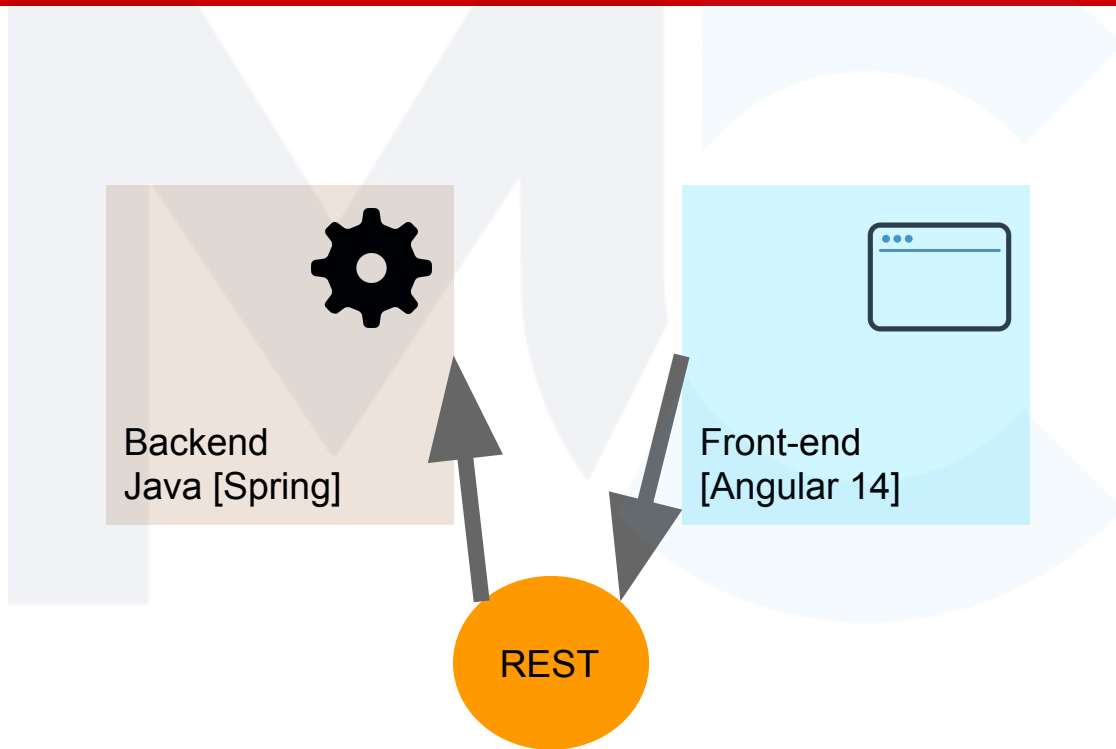 Backend
Java [Spring]
Front-end
[Angular 14]
REST